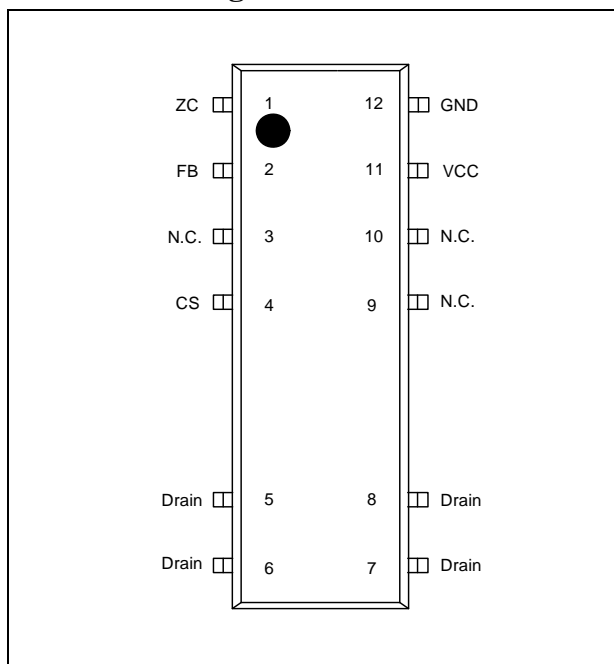 ZC 1 12 GND
FB 2 11 VCC
N.C. 3 10 N.C.
CS 4 9 N.C.
Drain 5 8 Drain
Drain 6 7 Drain